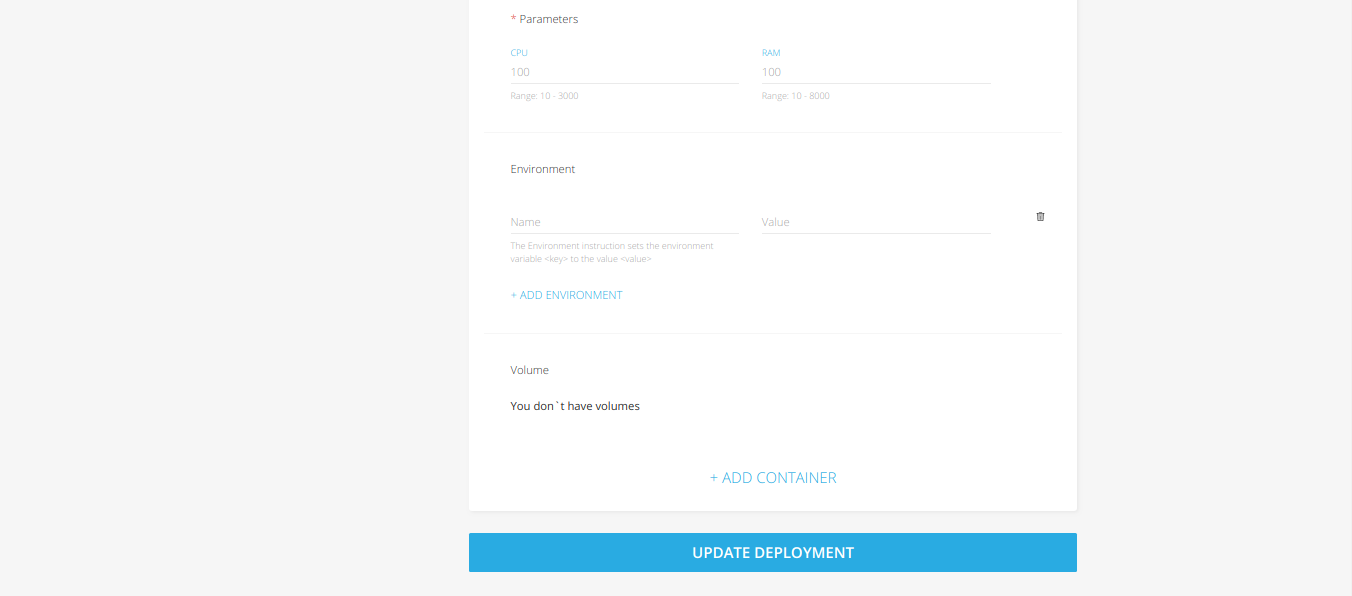 * Parameters
CPU
RAM
100
100
Range: 10 - 3000
Range: 10 - 8000
Environment
Name
Value
The Environment instruction sets the environment
variable <key> to the value <value>
+ ADD ENVIRONMENT
Volume
You don`t have volumes
+ ADD CONTAINER
UPDATE DEPLOYMENT